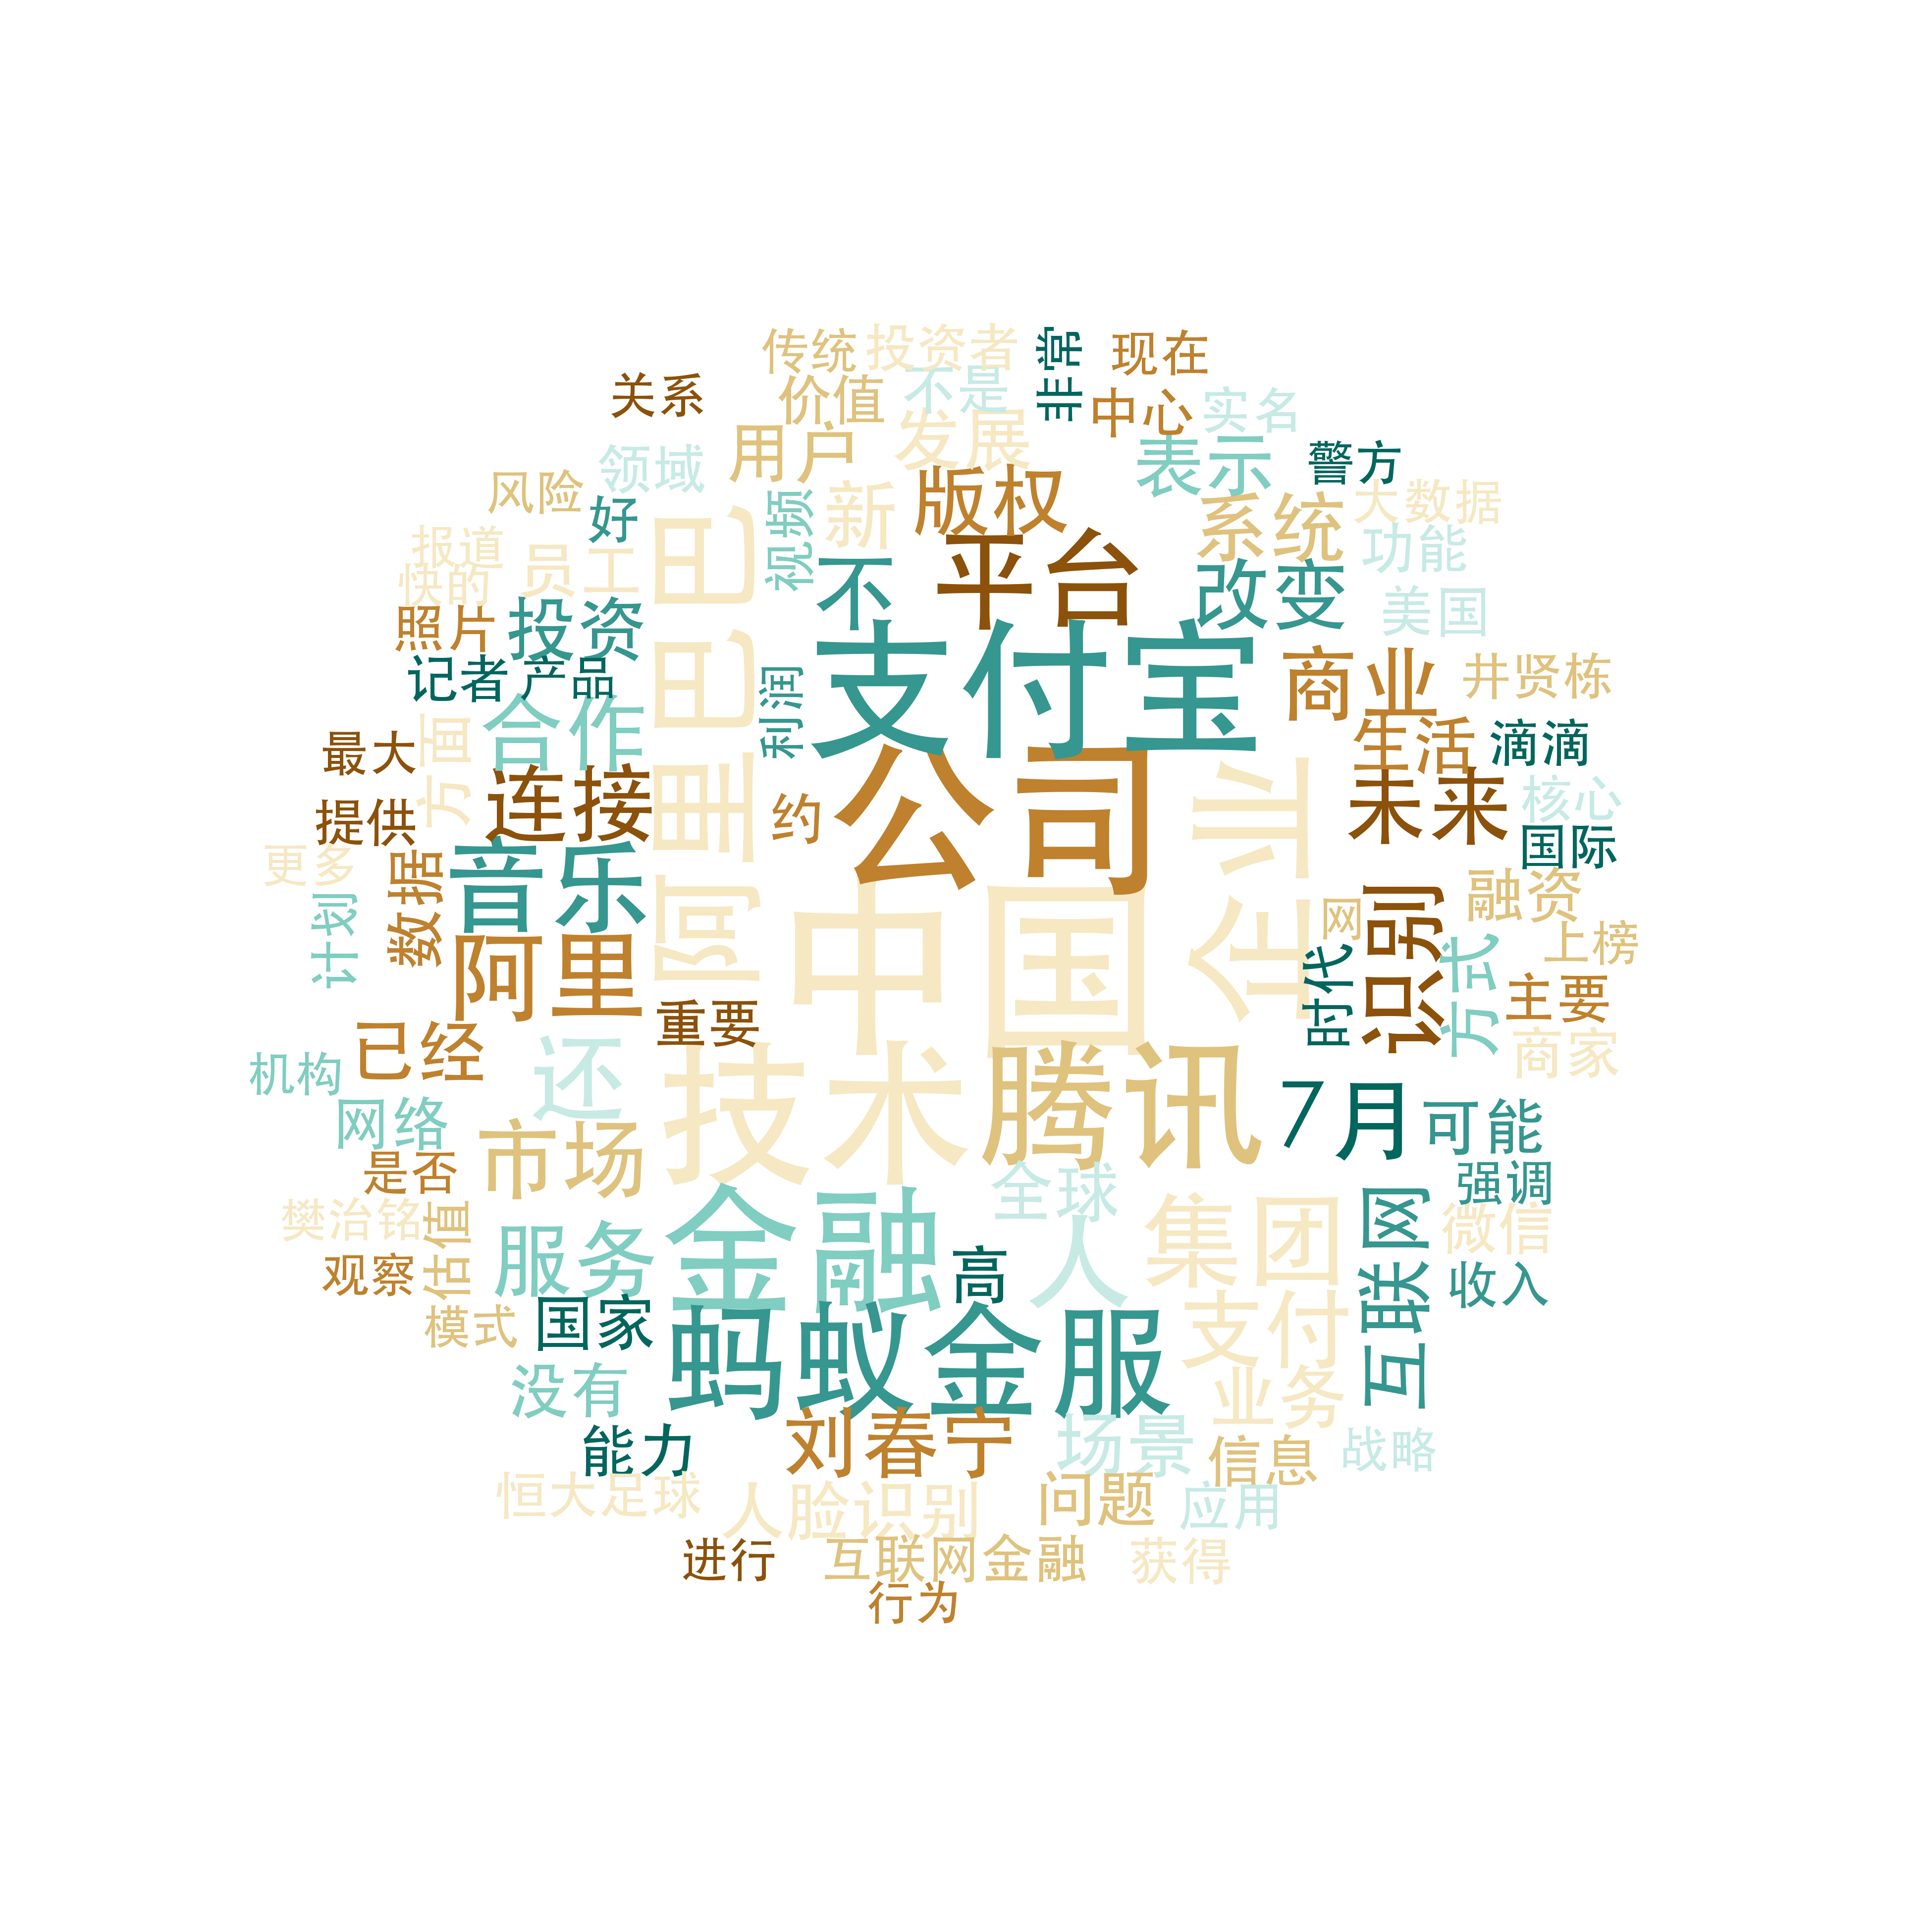 传统 投资者 非常 现在
关系 价值 不是 中心 实名
领域 用户 发展 表示 警方
风险 好 视频 新 版权 系统 大数据
报道 员工 不 平台 改变 功能
快的 美国
照片 投资 支付宝 商业 井贤栋
记者 产品 利润
阿里巴巴
最大 方面 合作 公司 生活 滴滴
提供 连接 约 企业 未来 核心
更多 数据 音乐 国际
计划 中国 网 识别 融资
阿里 时代 方式 上榜
重要 主要
已经 还 技术 腾讯 商家
机构 7月 可能
网络 市场 全球
是否 强调
樊治铭 估值 服务 金融 人 集团 互联网 微信
观察 高 收入
模式 国家 蚂蚁金服 支付
没有 业务
能力 刘春宁 场景 信息 战略
恒大足球 人脸识别 问题 应用
进行 互联网金融 获得
行为